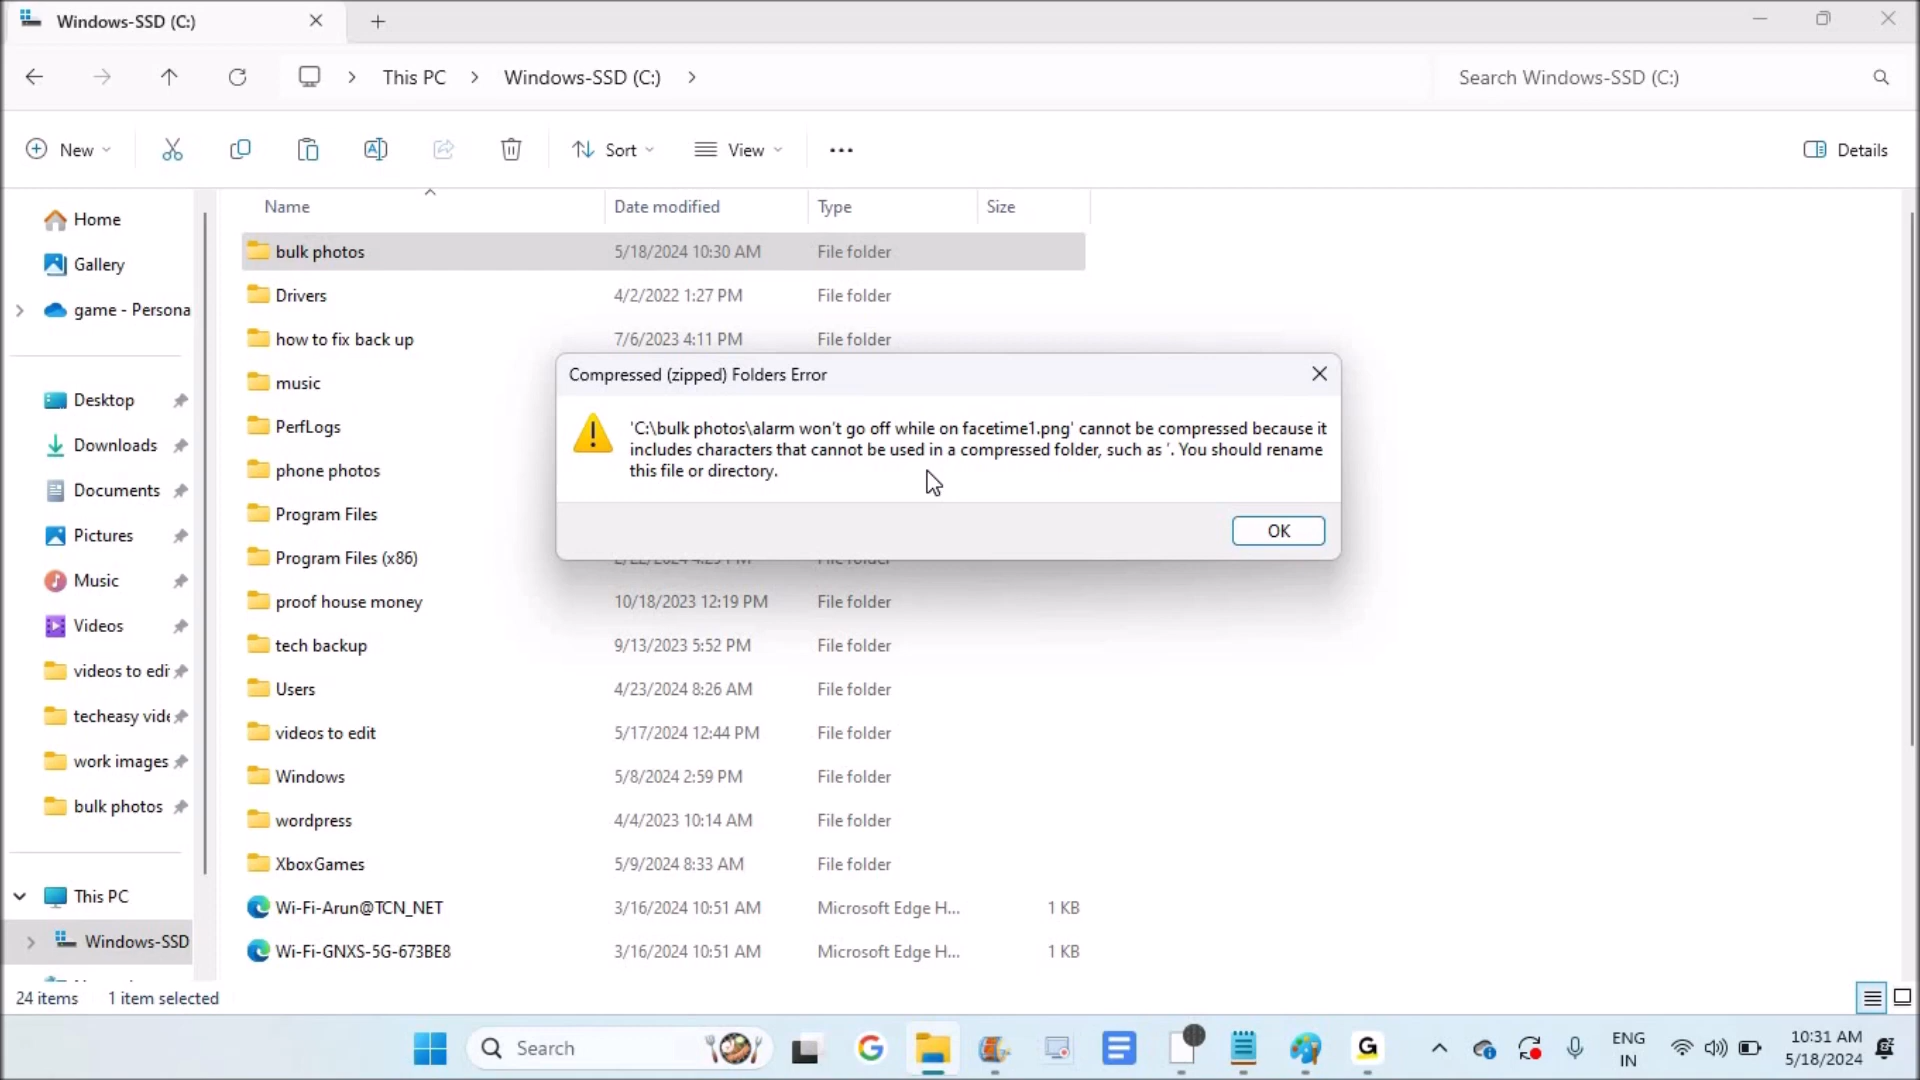 Windows-SSD (C:)
This PC
Windows-SSD (C:)
Search Windows-SSD (C:)
New
Sort
View
Details
Home
Gallery
game - Persona
Desktop
Downloads
Documents
Pictures
Music
Videos
videos to edi
techeasy vide
work images
bulk photos
This PC
Windows-SSD
Name Date modified Type Size
bulk photos 5/18/2024 10:30 AM File folder
Drivers 4/2/2022 1:27 PM File folder
how to fix back up 7/6/2023 4:11 PM File folder
music
PerfLogs
phone photos
Program Files
Program Files (x86)
proof house money 10/18/2023 12:19 PM File folder
tech backup 9/13/2023 5:52 PM File folder
Users 4/23/2024 8:26 AM File folder
videos to edit 5/17/2024 12:44 PM File folder
Windows 5/8/2024 2:59 PM File folder
wordpress 4/4/2023 10:14 AM File folder
XboxGames 5/9/2024 8:33 AM File folder
Wi-Fi-Arun@TCN_NET 3/16/2024 10:51 AM Microsoft Edge H... 1 KB
Wi-Fi-GNXS-5G-673BE8 3/16/2024 10:51 AM Microsoft Edge H... 1 KB
Compressed (zipped) Folders Error
'C:\bulk photos\alarm won't go off while on facetime1.png' cannot be compressed because it
includes characters that cannot be used in a compressed folder, such as '. You should rename
this file or directory.
OK
24 items 1 item selected
Search
ENG
IN
10:31 AM
5/18/2024